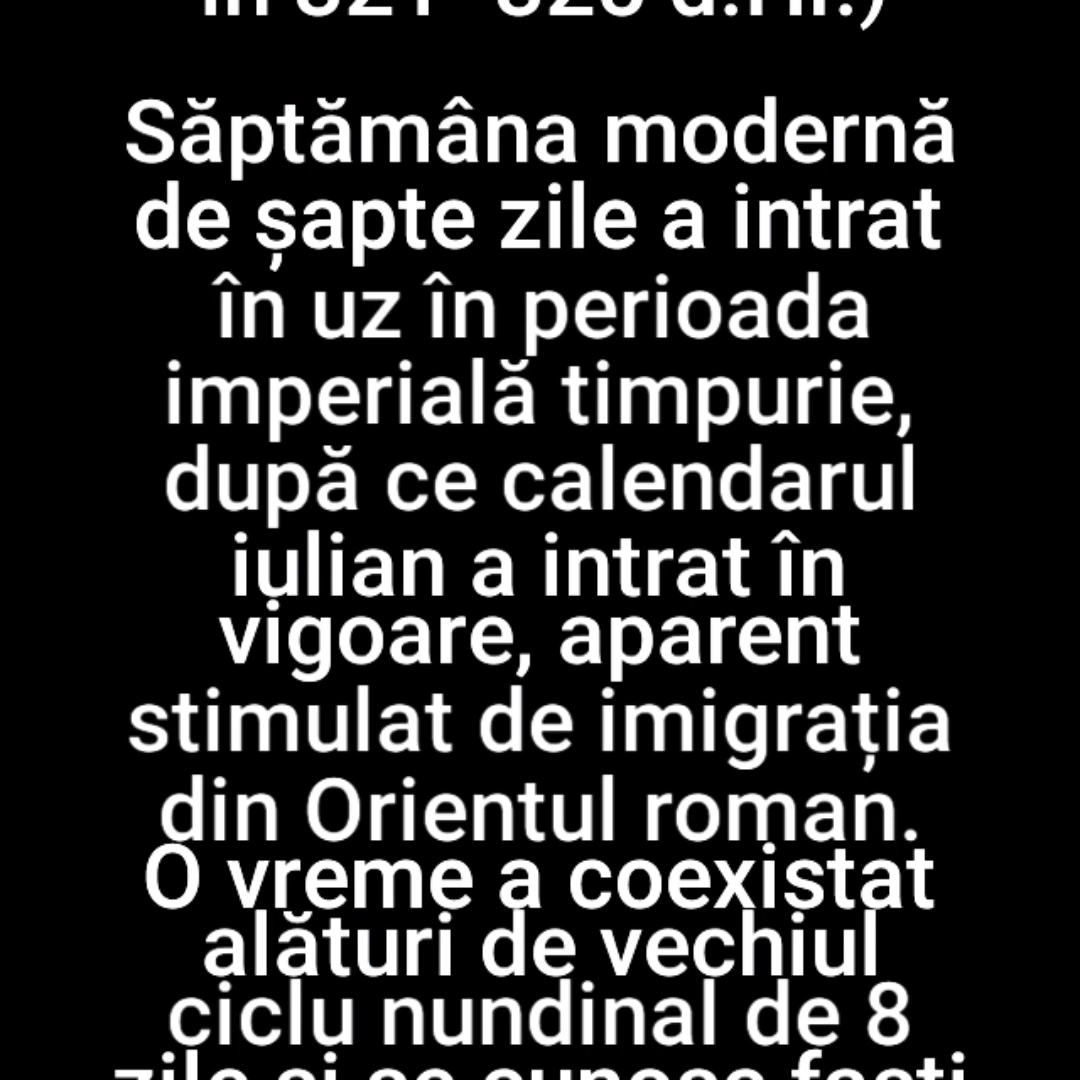 Săptămâna modernă
de șapte zile a intrat
în uz în perioada
imperială timpurie,
după ce calendarul
iulian a intrat în
vigoare, aparent
stimulat de imigrația
din Orientul roman.
O vreme a coexistat
alături de vechiul
ciclu nundinal de 8